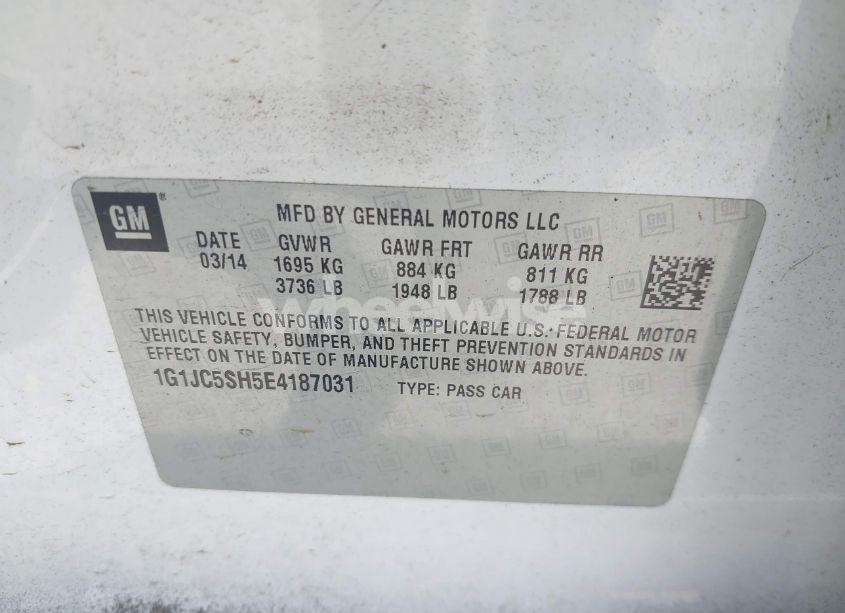 GM ®
MFD BY GENERAL MOTORS LLC
DATE GVWR GAWR FRT GAWR RR
03/14 1695 KG 884 KG 811 KG
3736 LB 1948 LB 1788 LB
wheelwise
THIS VEHICLE CONFORMS TO ALL APPLICABLE U.S. FEDERAL MOTOR
VEHICLE SAFETY, BUMPER, AND THEFT PREVENTION STANDARDS IN
EFFECT ON THE DATE OF MANUFACTURE SHOWN ABOVE.
1G1JC5SH5E4187031 TYPE: PASS CAR